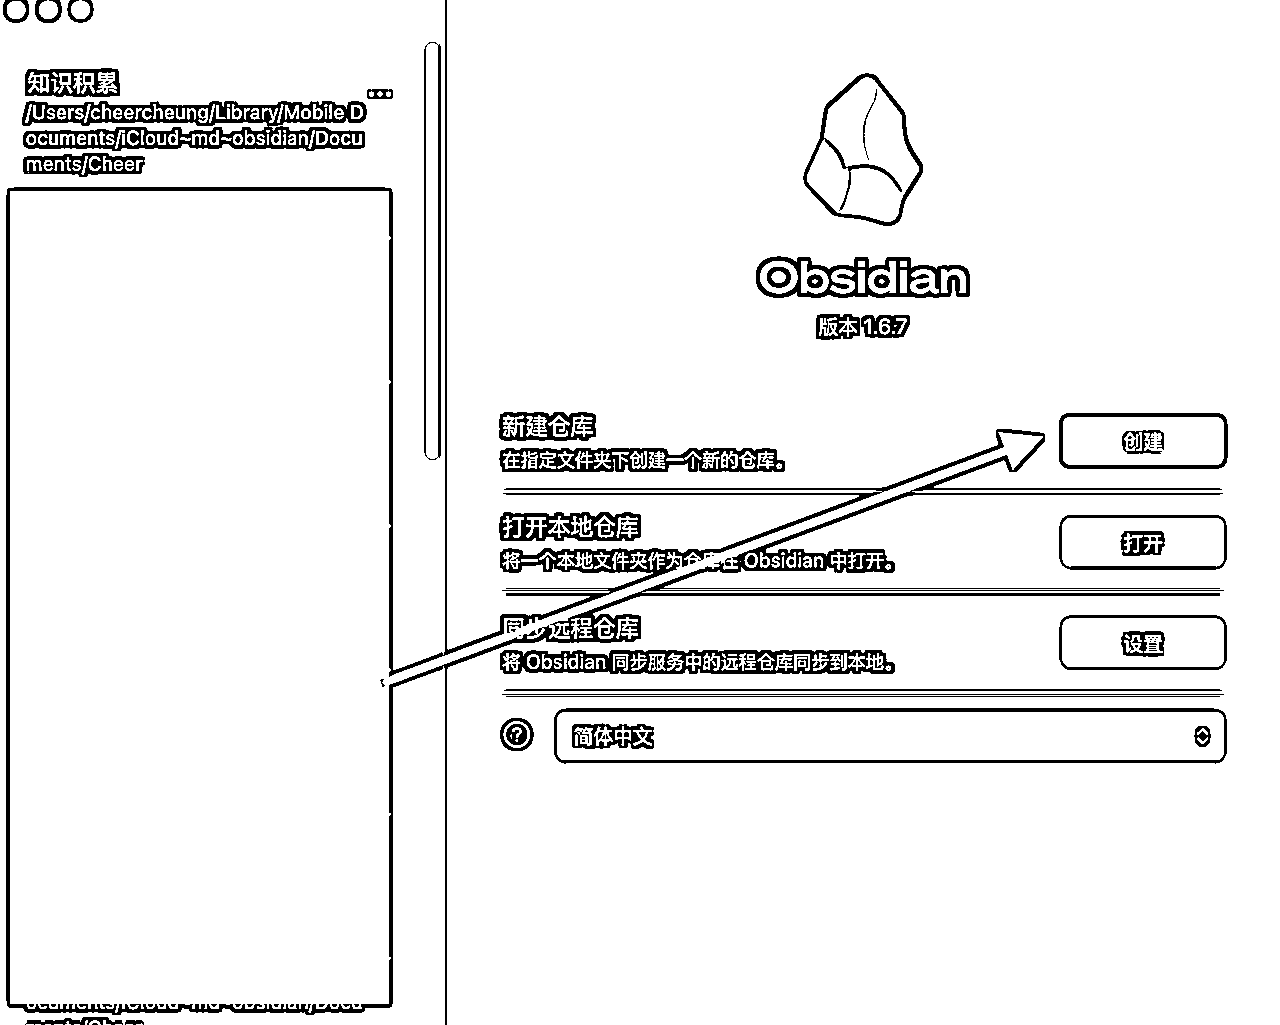 知识积累
/Users/cheercheung/Library/Mobile D
ocuments/iCloud~md~obsidian/Docu
ments/Cheer
ocuments/iCloud~md~obsidian/Docu
ments/Cheer
Obsidian
版本 1.6.7
新建仓库
在指定文件夹下创建一个新的仓库。
创建
打开本地仓库
将一个本地文件夹作为仓库在 Obsidian 中打开。
打开
同步远程仓库
将 Obsidian 同步服务中的远程仓库同步到本地。
设置
简体中文